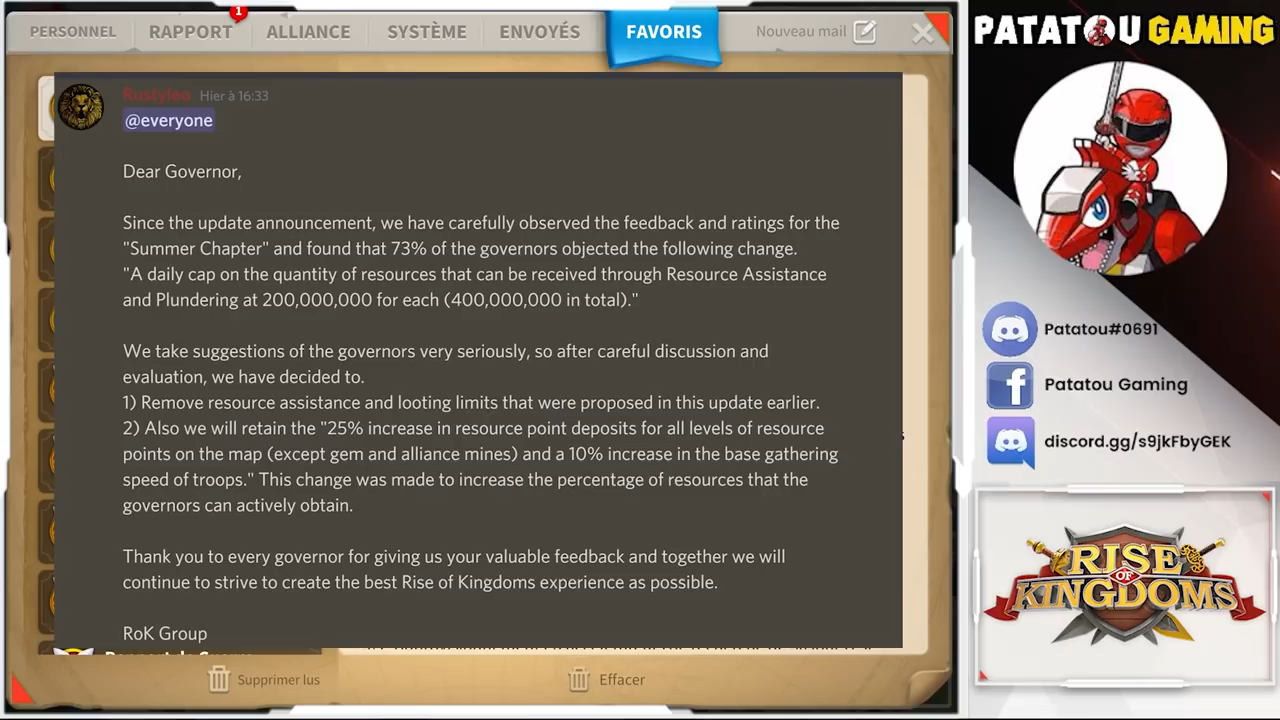 PERSONNEL
RAPPORT
1
ALLIANCE
SYSTÈME
ENVOYÉS
FAVORIS
Nouveau mail
Rustyleo Hier à 16:33
@everyone
Dear Governor,
Since the update announcement, we have carefully observed the feedback and ratings for the
"Summer Chapter" and found that 73% of the governors objected the following change.
"A daily cap on the quantity of resources that can be received through Resource Assistance
and Plundering at 200,000,000 for each (400,000,000 in total)."
We take suggestions of the governors very seriously, so after careful discussion and
evaluation, we have decided to.
1) Remove resource assistance and looting limits that were proposed in this update earlier.
2) Also we will retain the "25% increase in resource point deposits for all levels of resource
points on the map (except gem and alliance mines) and a 10% increase in the base gathering
speed of troops." This change was made to increase the percentage of resources that the
governors can actively obtain.
Thank you to every governor for giving us your valuable feedback and together we will
continue to strive to create the best Rise of Kingdoms experience as possible.
RoK Group
Supprimer lus
Effacer
PATATOU GAMING
Patatou#0691
Patatou Gaming
discord.gg/s9jkFbyGEK
RISE
OF
KINGDOMS